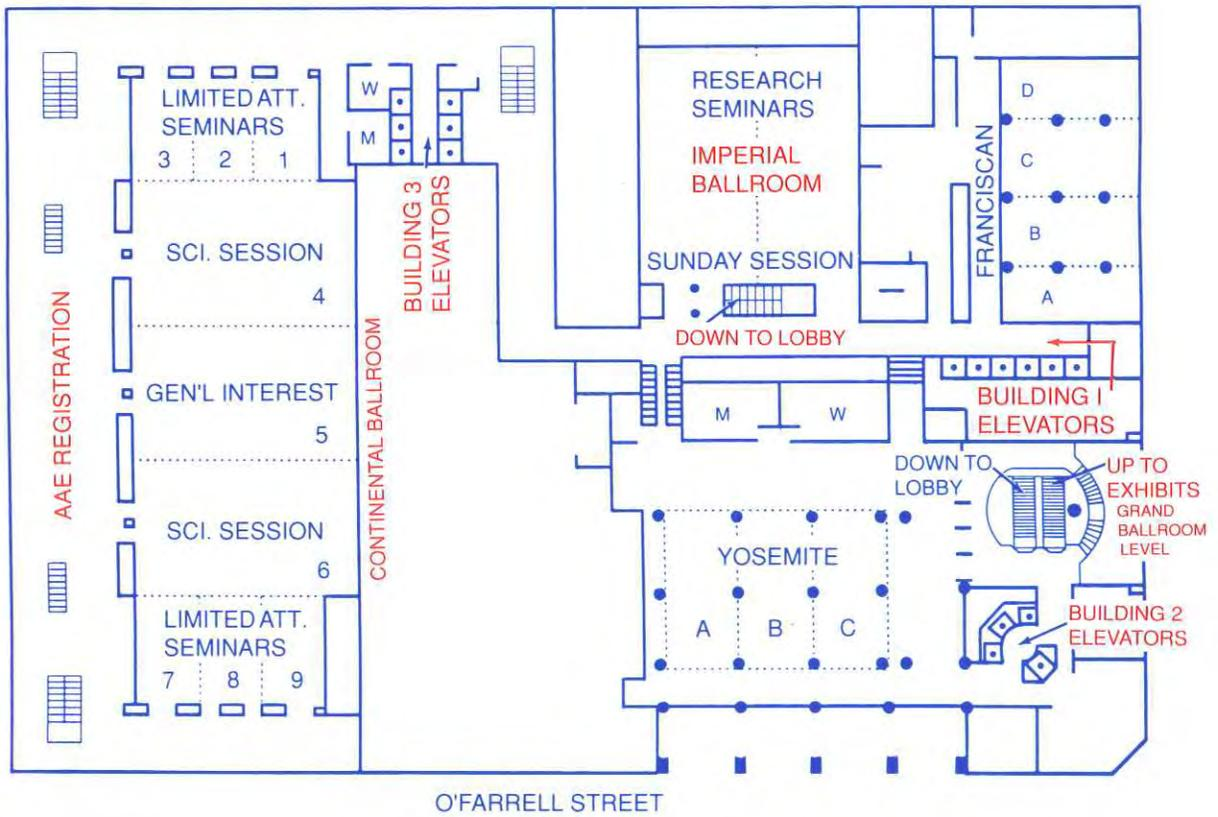 LIMITED ATT.
SEMINARS
3 2 1
W
M
BUILDING 3
ELEVATORS
RESEARCH
SEMINARS
IMPERIAL
BALLROOM
SUNDAY SESSION
DOWN TO LOBBY
FRANCISCAN
D
C
B
A
AAE REGISTRATION
SCI. SESSION
4
GEN'L INTEREST
5
SCI. SESSION
6
LIMITED ATT.
SEMINARS
7 8 9
CONTINENTAL BALLROOM
M
W
BUILDING I
ELEVATORS
DOWN TO
LOBBY
UP TO
EXHIBITS
GRAND
BALLROOM
LEVEL
YOSEMITE
A B C
BUILDING 2
ELEVATORS
O'FARRELL STREET